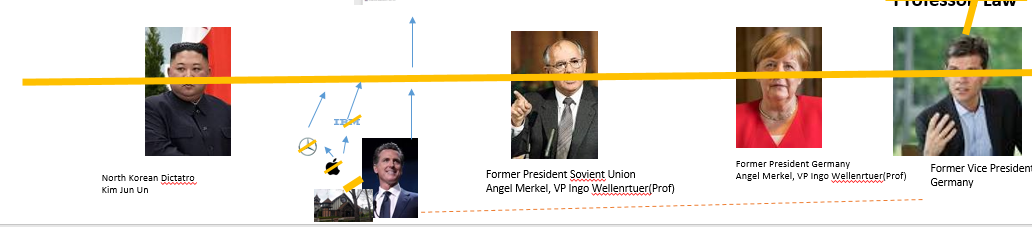 Professor Law
IBM
North Korean Dictatro
Kim Jun Un
Former President Sovient Union
Angel Merkel, VP Ingo Wellenrtuer(Prof)
Former President Germany
Angel Merkel, VP Ingo Wellenrtuer(Prof)
Former Vice President
Germany